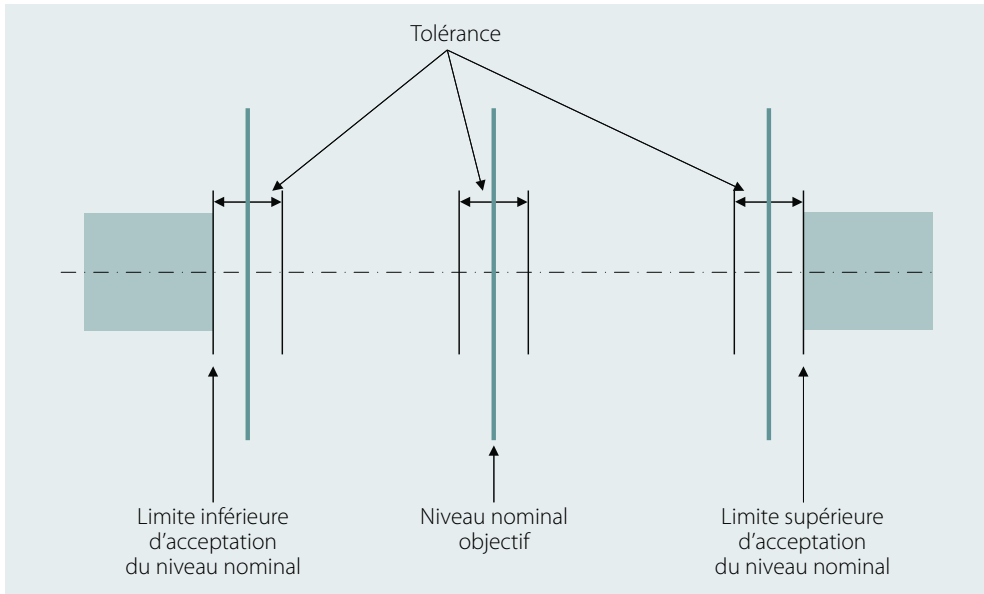 Tolérance
Limite inférieure
d'acceptation
du niveau nominal
Niveau nominal
objectif
Limite supérieure
d'acceptation
du niveau nominal